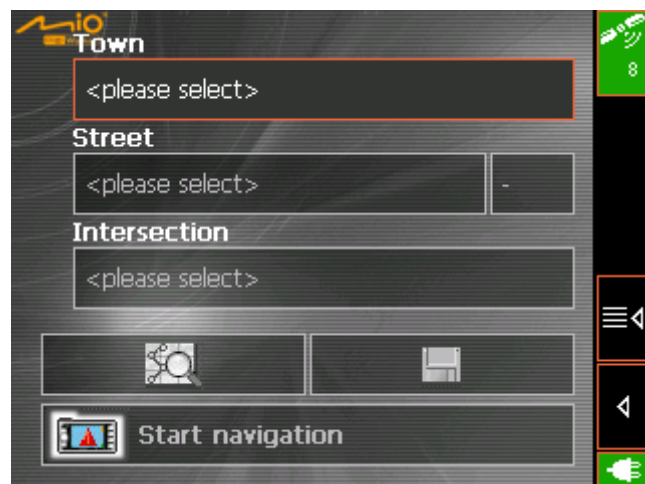 Mio
Town
<please select>
8
Street
<please select>
-
Intersection
<please select>
Start navigation